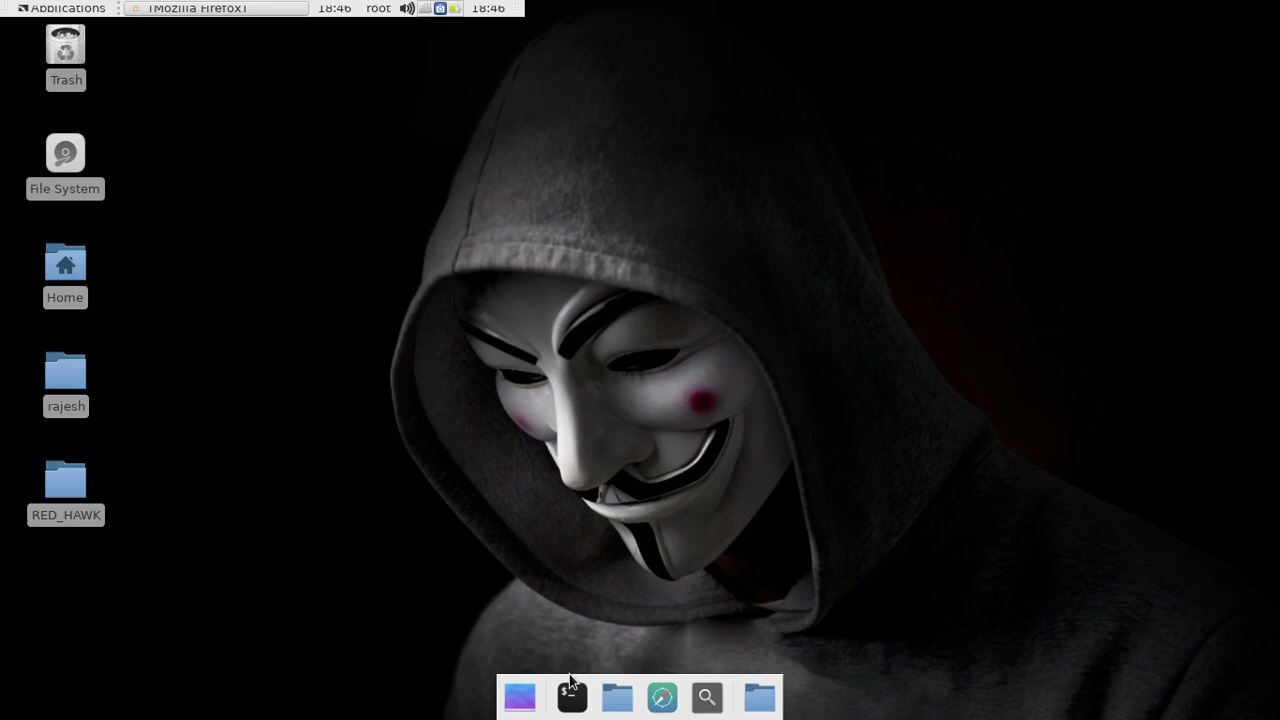 Applications [Mozilla Firefox] 18:46 root 18:46
Trash
File System
Home
rajesh
RED_HAWK
$_